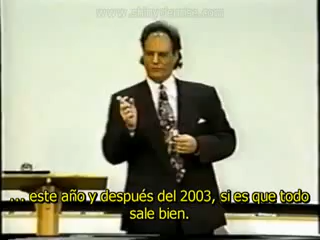 ... este año y después del 2003, si es que todo
sale bien.